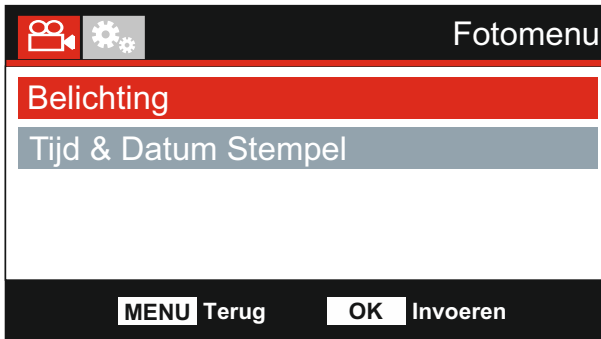 Fotomenu
Belichting
Tijd & Datum Stempel
MENU Terug OK Invoeren